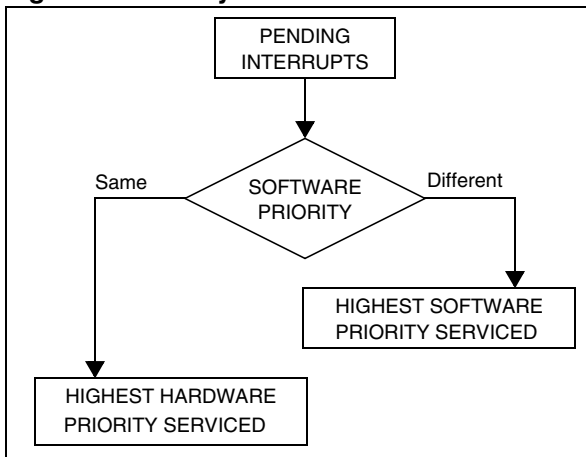 PENDING
INTERRUPTS
SOFTWARE
PRIORITY
Same
Different
HIGHEST SOFTWARE
PRIORITY SERVICED
HIGHEST HARDWARE
PRIORITY SERVICED